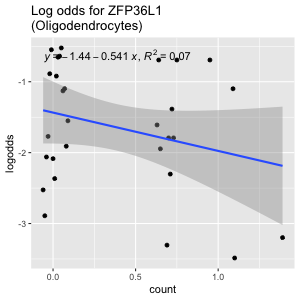 Log odds for ZFP36L1
(Oligodendrocytes)
y = −1.44 − 0.541 x, R² = 0.07
-1
-2
-3
logodds
0.0 0.5 1.0
count